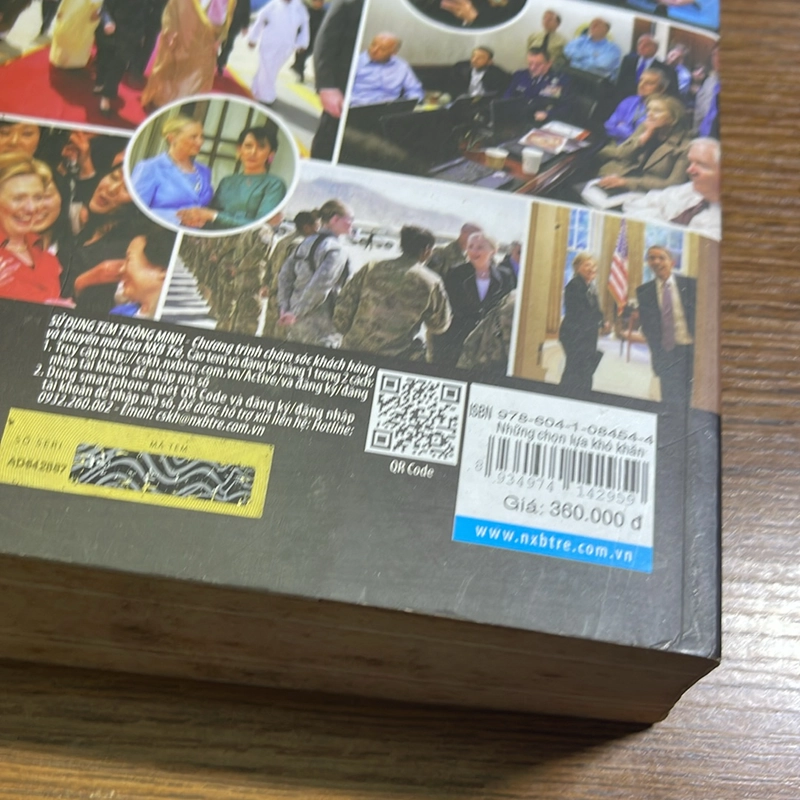 SỬ DỤNG TEM THÔNG MINH - Chương trình chăm sóc khách hàng
và khuyến mãi của NXB Trẻ. Cào tem và đăng ký bằng 1 trong 2 cách:
1. Truy cập http://cskh.nxbtre.com.vn/Active/và đăng ký/đăng
nhập tài khoản để nhập mã số
2. Dùng smartphone quét QR Code và đăng ký/đăng nhập
tài khoản để nhập mã số. Để được hỗ trợ xin liên hệ: Hotline:
0912.260.062 - Email: cskh@nxbtre.com.vn
SỐ SERI
MÃ TEM
AD842887
QR Code
ISBN 978-604-1-08454-4
Những chọn lựa khó khăn
8 934974 142959
Giá: 360.000 đ
www.nxbtre.com.vn